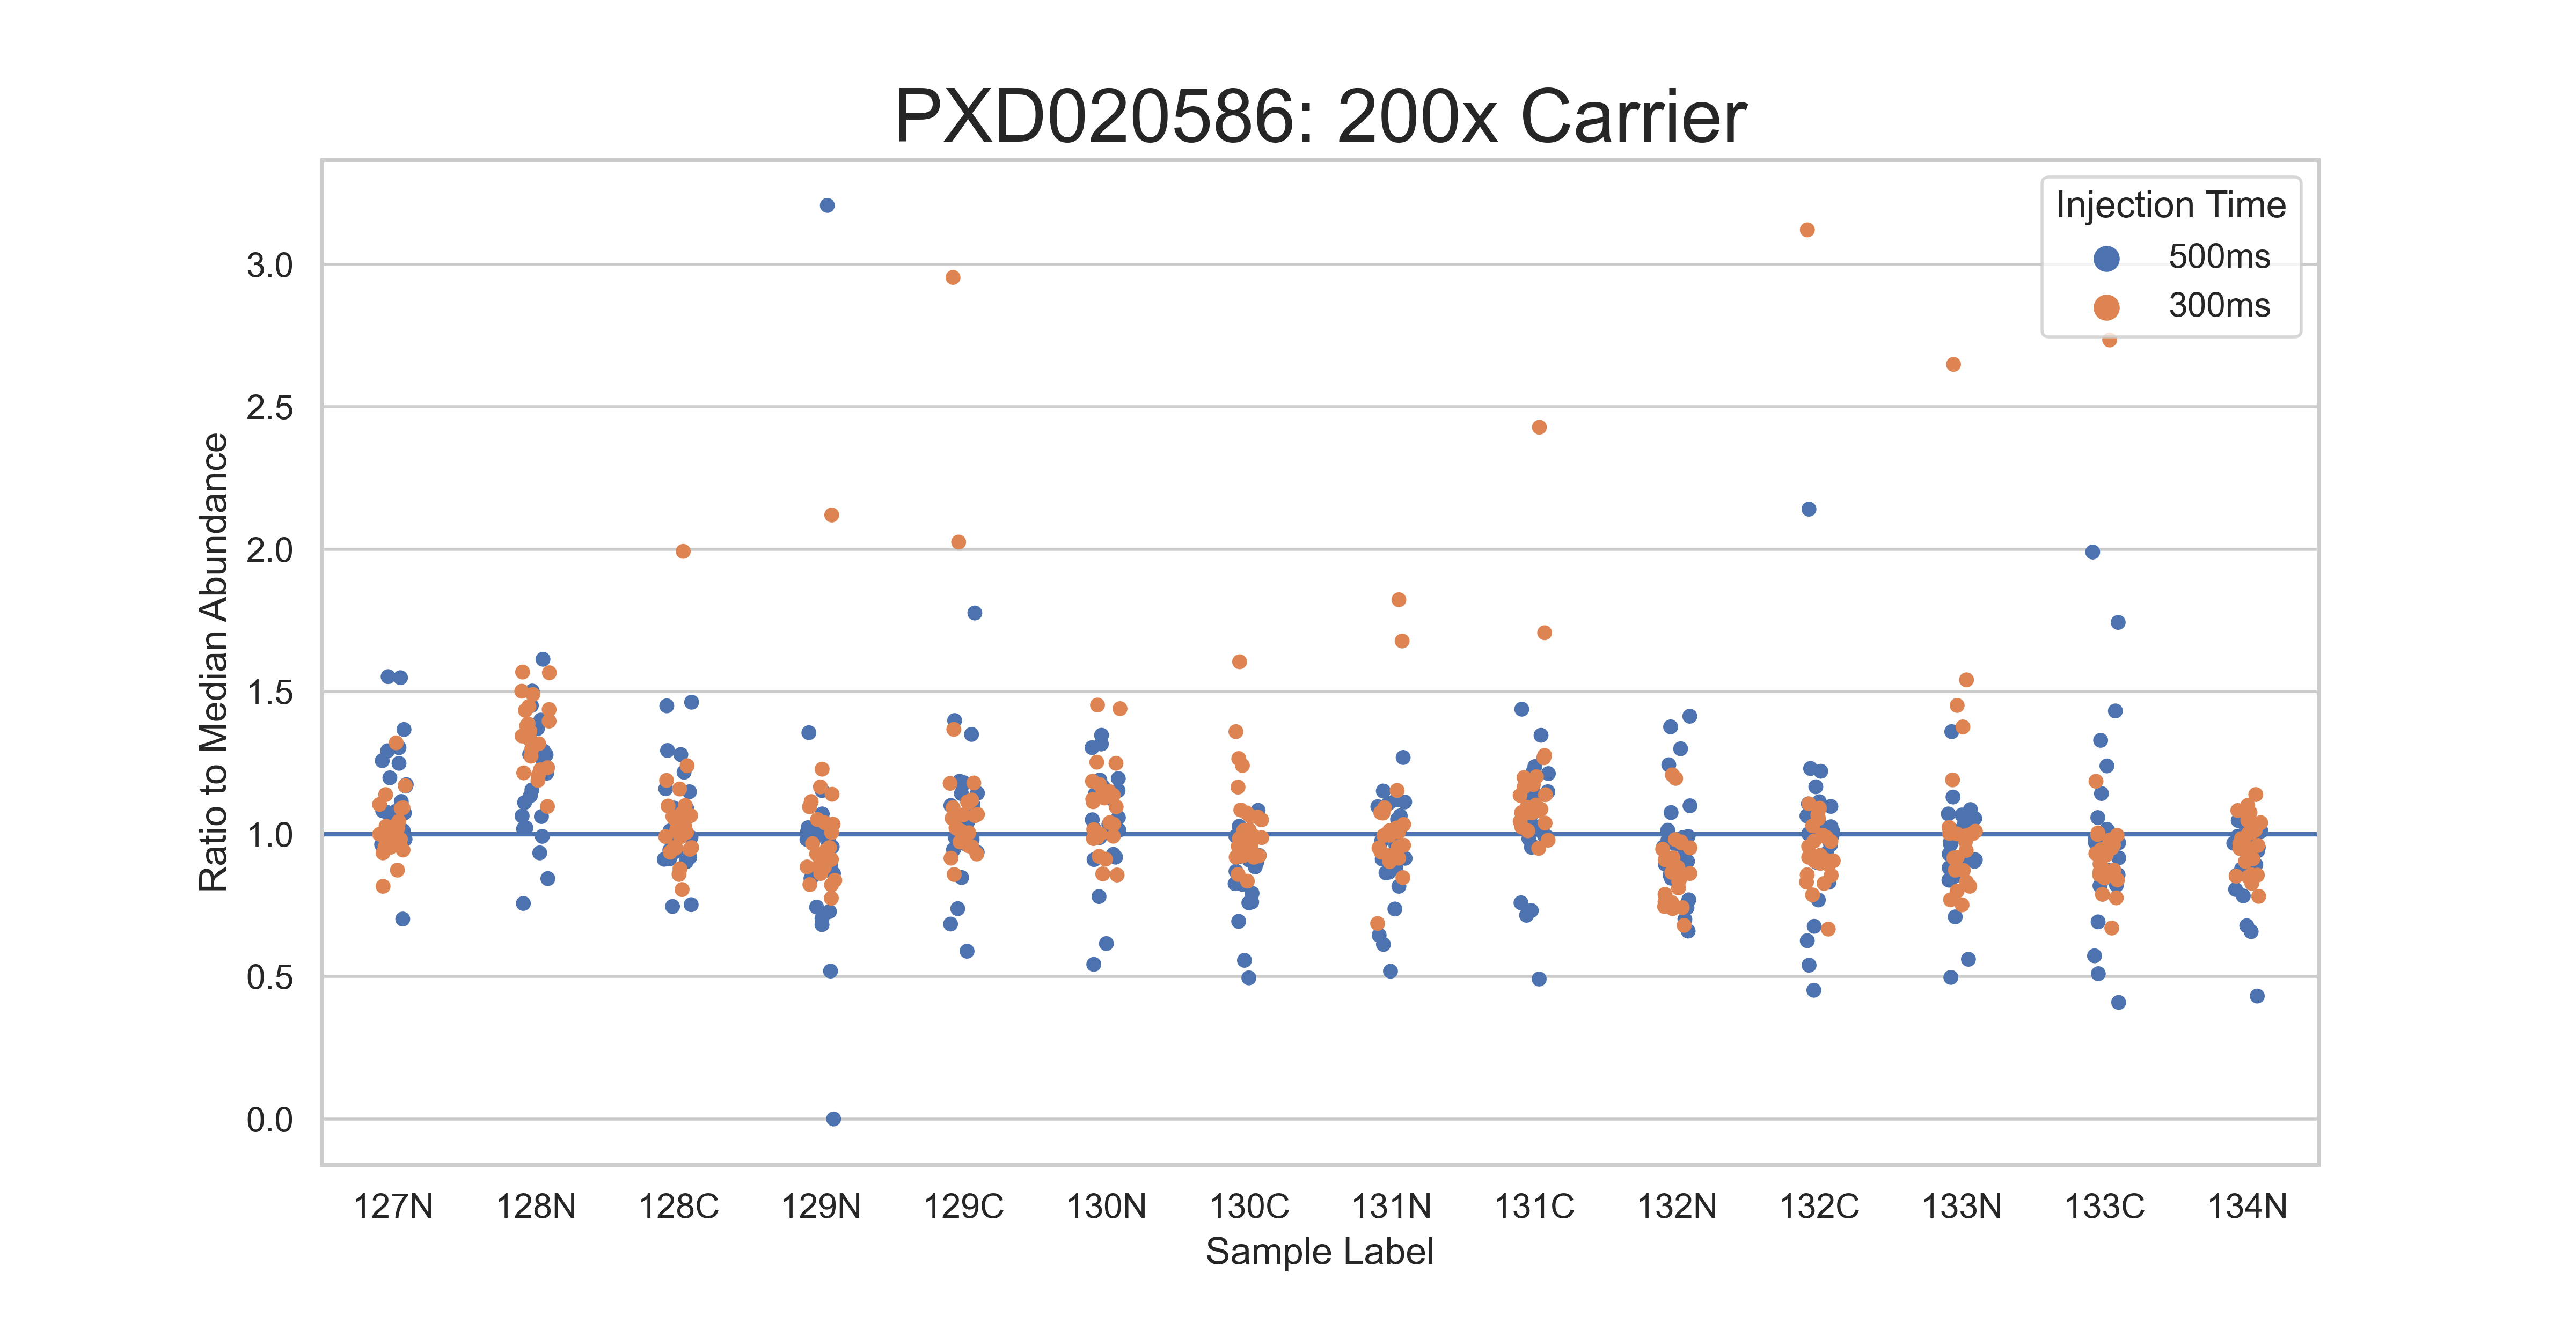 PXD020586: 200x Carrier
Injection Time
500ms
300ms
Ratio to Median Abundance
3.0
2.5
2.0
1.5
1.0
0.5
0.0
127N 128N 128C 129N 129C 130N 130C 131N 131C 132N 132C 133N 133C 134N
Sample Label